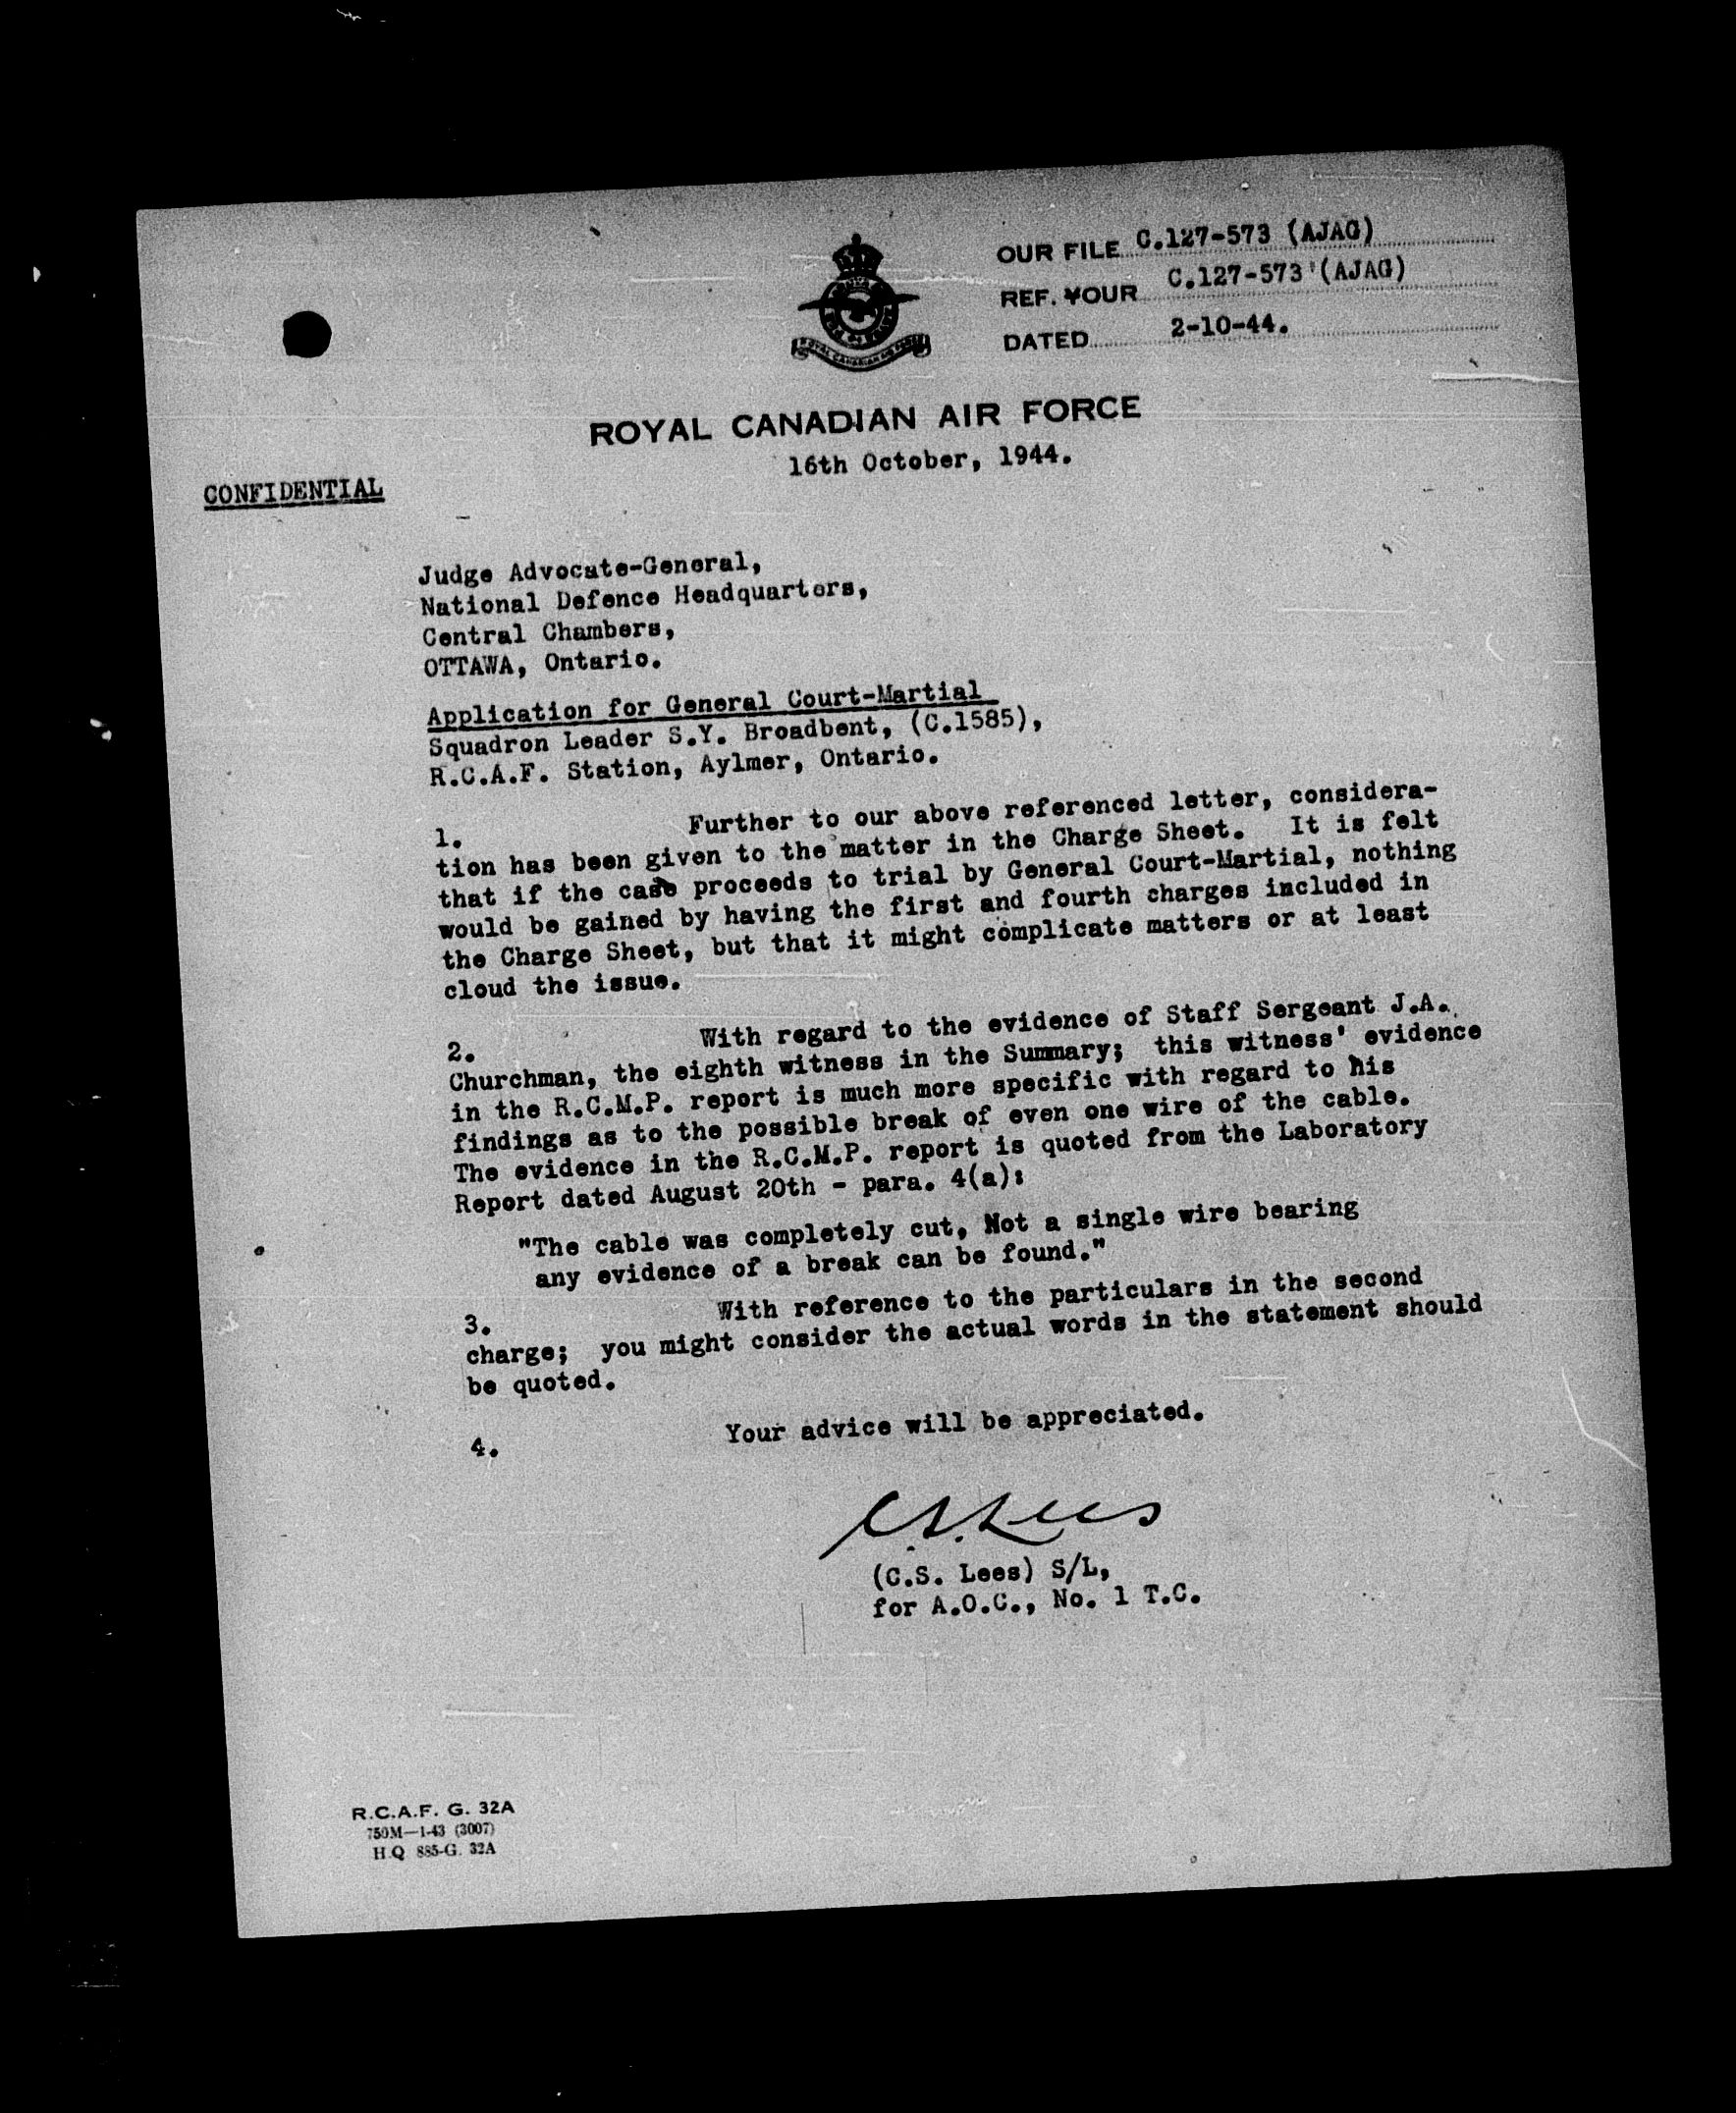 OUR FILE C.127-573 (AJAG)
REF. YOUR C.127-573 (AJAG)
DATED 2-10-44.
ROYAL CANADIAN AIR FORCE
ROYAL CANADIAN AIR FORCE
16th October, 1944.
CONFIDENTIAL
Judge Advocate-General,
National Defence Headquarters,
Central Chambers,
OTTAWA, Ontario.
Application for General Court-Martial
Squadron Leader S.Y. Broadbent, (C.1585),
R.C.A.F. Station, Aylmer, Ontario.
1. Further to our above referenced letter, considera-
tion has been given to the matter in the Charge Sheet. It is felt
that if the case proceeds to trial by General Court-Martial, nothing
would be gained by having the first and fourth charges included in
the Charge Sheet, but that it might complicate matters or at least
cloud the issue.
2. With regard to the evidence of Staff Sergeant J.A.
Churchman, the eighth witness in the Summary; this witness' evidence
in the R.C.M.P. report is much more specific with regard to his
findings as to the possible break of even one wire of the cable.
The evidence in the R.C.M.P. report is quoted from the Laboratory
Report dated August 20th - para. 4(a):
"The cable was completely cut, Not a single wire bearing
any evidence of a break can be found."
3. With reference to the particulars in the second
charge; you might consider the actual words in the statement should
be quoted.
4. Your advice will be appreciated.
C.S. Lees
(C.S. Lees) S/L,
for A.O.C., No. 1 T.C.
R.C.A.F. G. 32A
750M—1-43 (3007)
H.Q 885-G. 32A